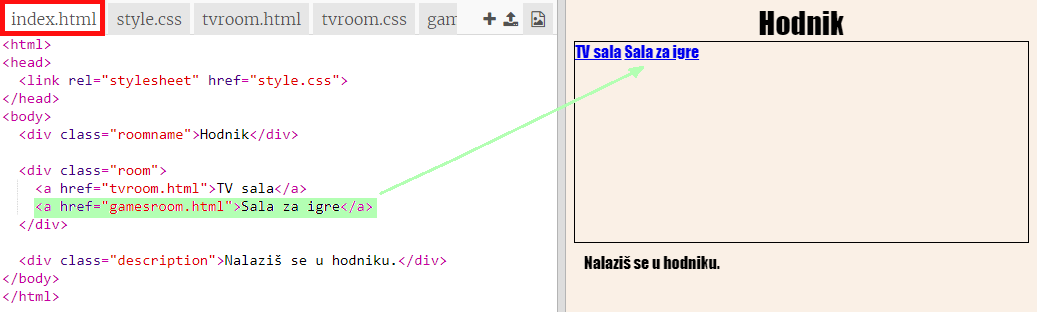 index.html style.css tvroom.html tvroom.css gam
<html>
<head>
<link rel="stylesheet" href="style.css">
</head>
<body>
<div class="roomname">Hodnik</div>
<div class="room">
<a href="tvroom.html">TV sala</a>
<a href="gamesroom.html">Sala za igre</a>
</div>
<div class="description">Nalaziš se u hodniku.</div>
</body>
</html>
Hodnik
TV sala Sala za igre
Nalaziš se u hodniku.